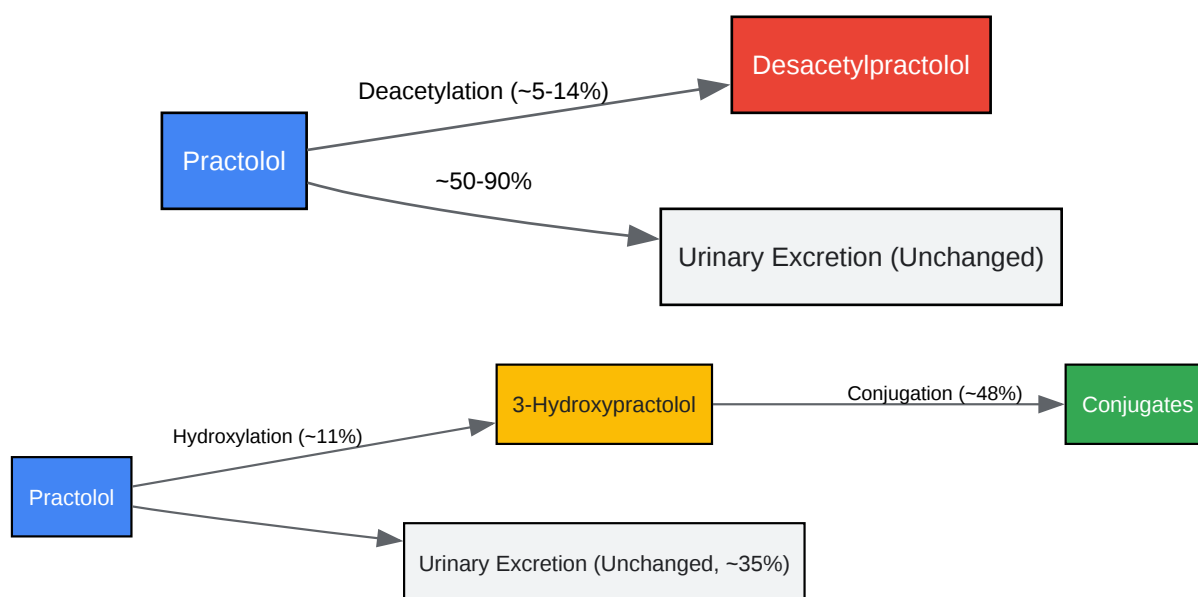 Desacetylpractolol
Deacetylation (~5-14%)
Practolol
~50-90%
Urinary Excretion (Unchanged)
3-Hydroxypractolol
Conjugation (~48%)
Conjugates
Hydroxylation (~11%)
Practolol
Urinary Excretion (Unchanged, ~35%)